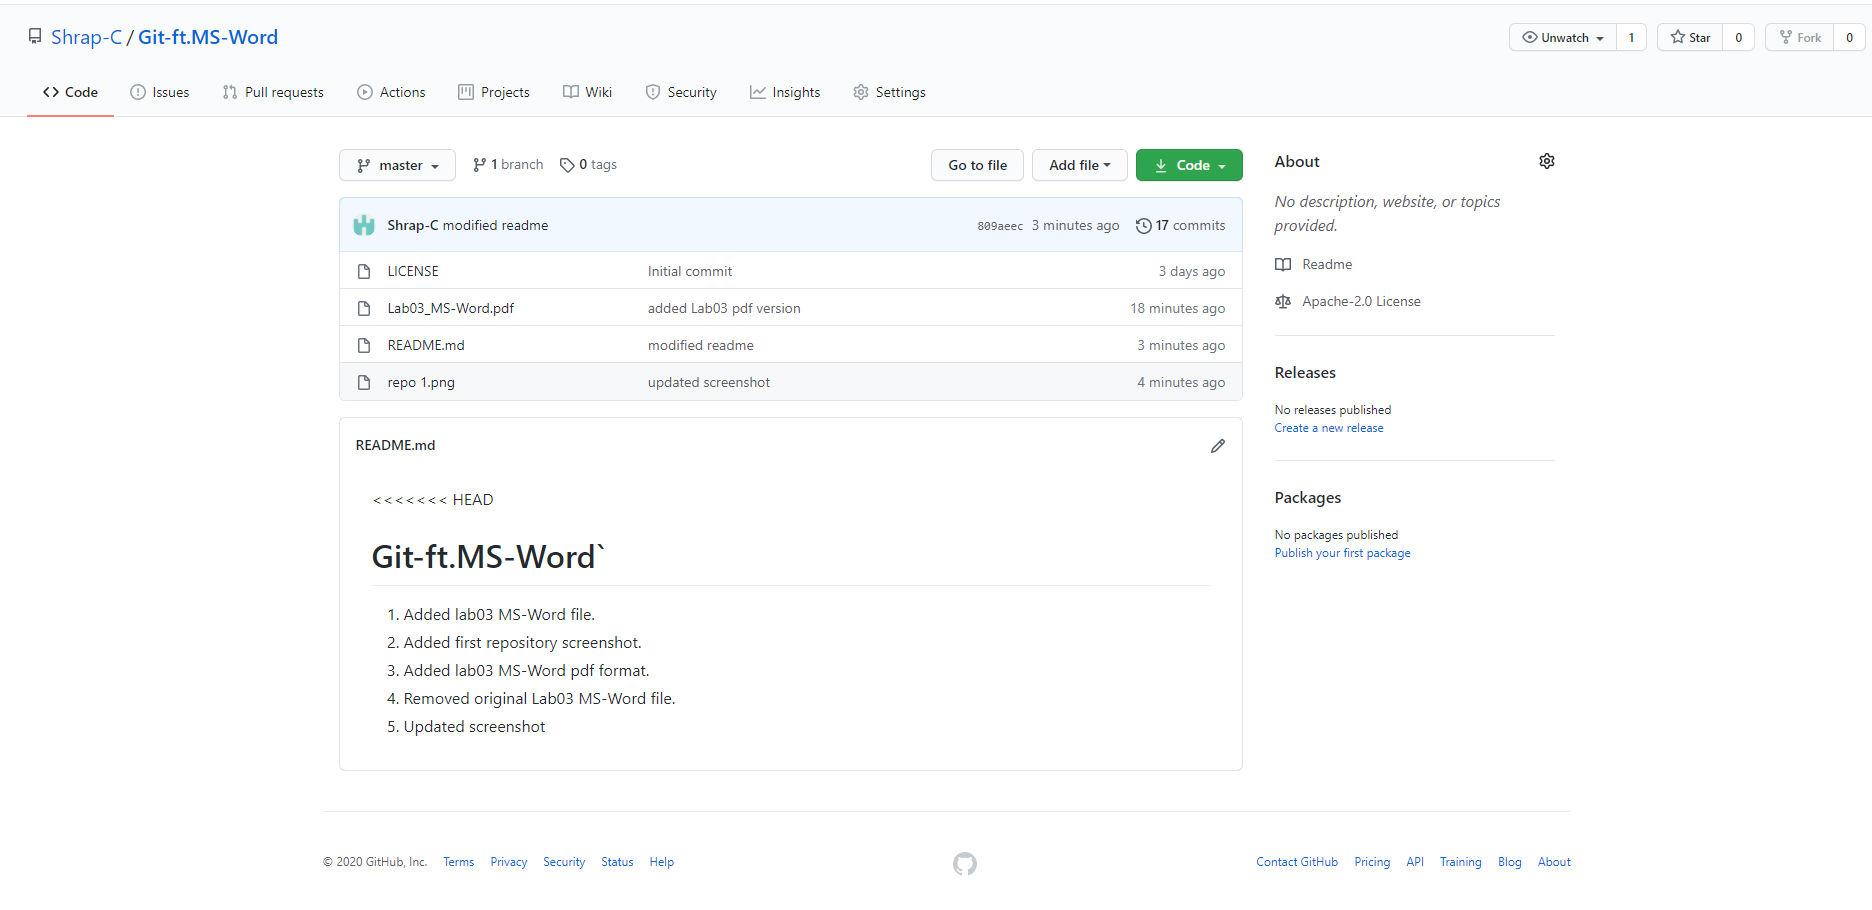 Shrap-C / Git-ft.MS-Word
Unwatch 1 Star 0 Fork 0
Code Issues Pull requests Actions Projects Wiki Security Insights Settings
master 1 branch 0 tags Go to file Add file Code
Shrap-C modified readme 809aeec 3 minutes ago 17 commits
LICENSE Initial commit 3 days ago
Lab03_MS-Word.pdf added Lab03 pdf version 18 minutes ago
README.md modified readme 3 minutes ago
repo 1.png updated screenshot 4 minutes ago
README.md
<<<<<<< HEAD
Git-ft.MS-Word`
1. Added lab03 MS-Word file.
2. Added first repository screenshot.
3. Added lab03 MS-Word pdf format.
4. Removed original Lab03 MS-Word file.
5. Updated screenshot
About
No description, website, or topics
provided.
Readme
Apache-2.0 License
Releases
No releases published
Create a new release
Packages
No packages published
Publish your first package
© 2020 GitHub, Inc. Terms Privacy Security Status Help Contact GitHub Pricing API Training Blog About